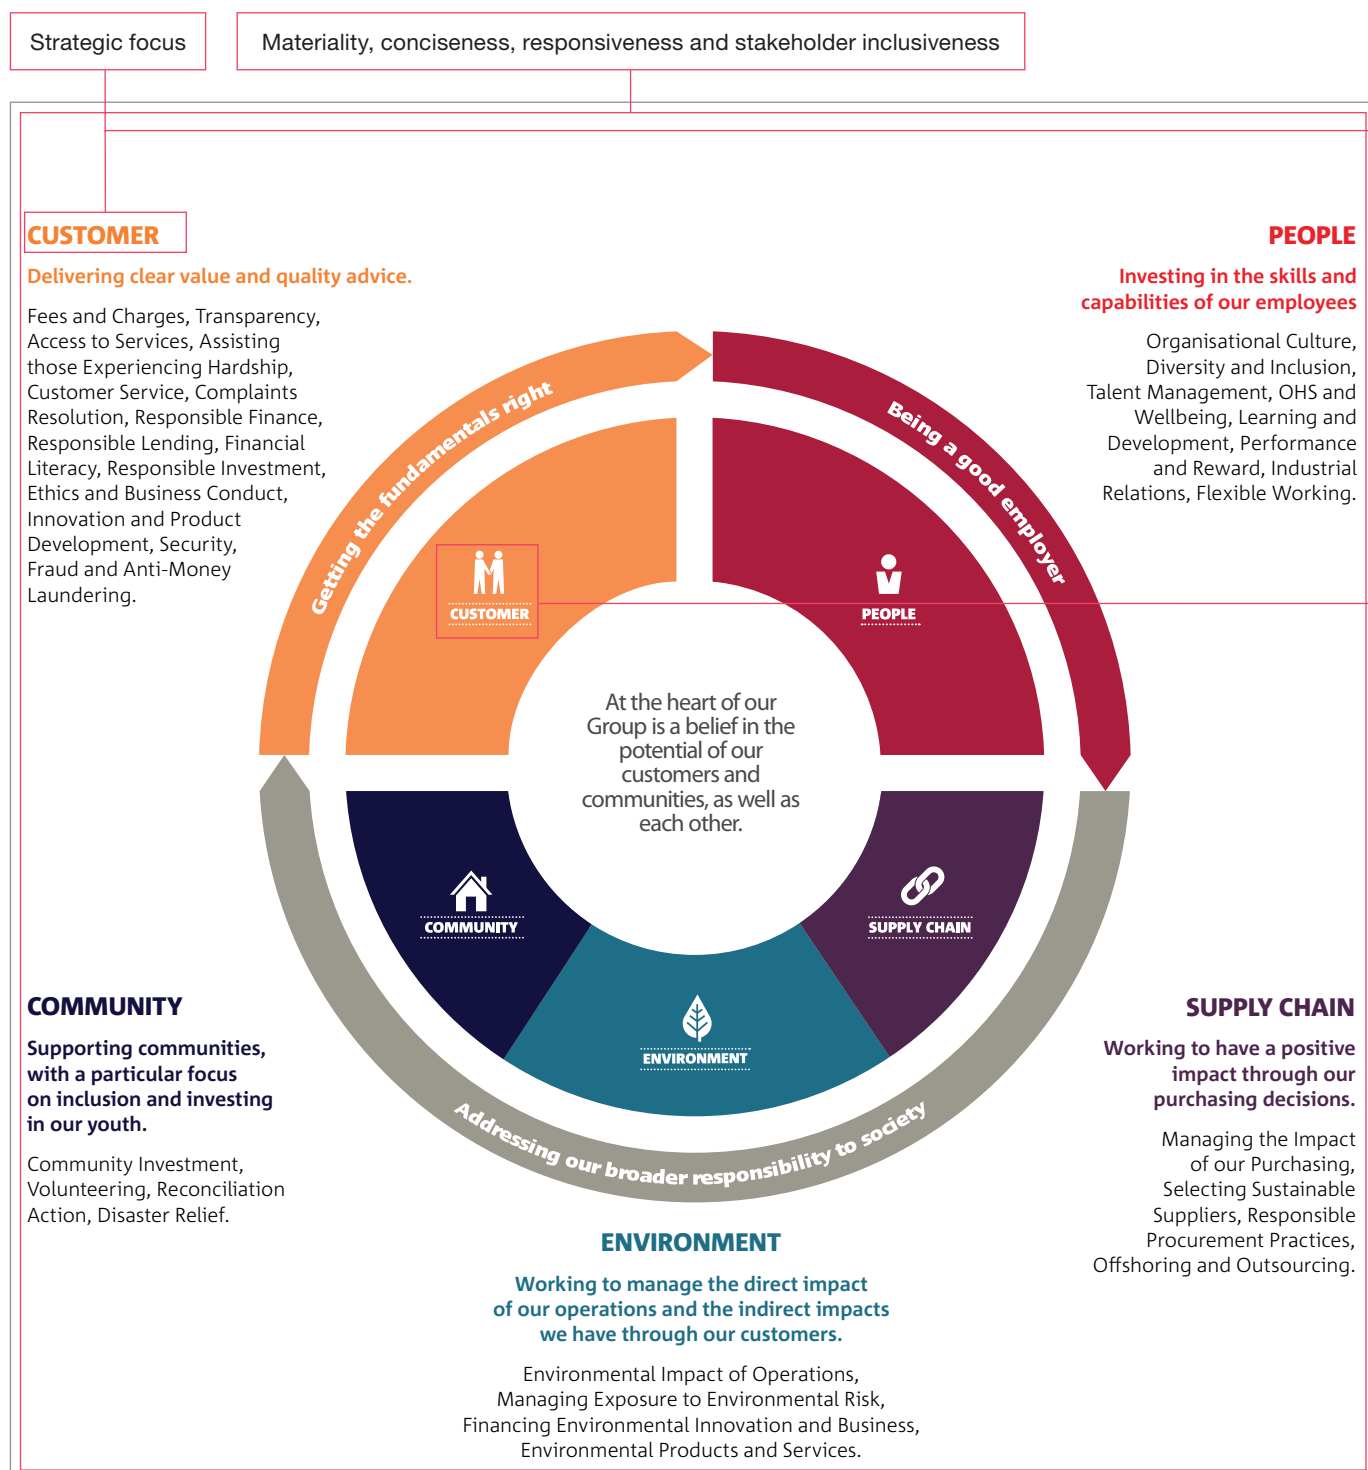 Strategic focus
Materiality, conciseness, responsiveness and stakeholder inclusiveness
CUSTOMER
Delivering clear value and quality advice.
Fees and Charges, Transparency,
Access to Services, Assisting
those Experiencing Hardship,
Customer Service, Complaints
Resolution, Responsible Finance,
Responsible Lending, Financial
Literacy, Responsible Investment,
Ethics and Business Conduct,
Innovation and Product
Development, Security,
Fraud and Anti-Money
Laundering.
PEOPLE
Investing in the skills and
capabilities of our employees
Organisational Culture,
Diversity and Inclusion,
Talent Management, OHS and
Wellbeing, Learning and
Development, Performance
and Reward, Industrial
Relations, Flexible Working.
Getting the fundamentals right
Being a good employer
CUSTOMER
PEOPLE
At the heart of our
Group is a belief in the
potential of our
customers and
communities, as well as
each other.
COMMUNITY
SUPPLY CHAIN
ENVIRONMENT
Addressing our broader responsibility to society
COMMUNITY
Supporting communities,
with a particular focus
on inclusion and investing
in our youth.
Community Investment,
Volunteering, Reconciliation
Action, Disaster Relief.
SUPPLY CHAIN
Working to have a positive
impact through our
purchasing decisions.
Managing the Impact
of our Purchasing,
Selecting Sustainable
Suppliers, Responsible
Procurement Practices,
Offshoring and Outsourcing.
ENVIRONMENT
Working to manage the direct impact
of our operations and the indirect impacts
we have through our customers.
Environmental Impact of Operations,
Managing Exposure to Environmental Risk,
Financing Environmental Innovation and Business,
Environmental Products and Services.